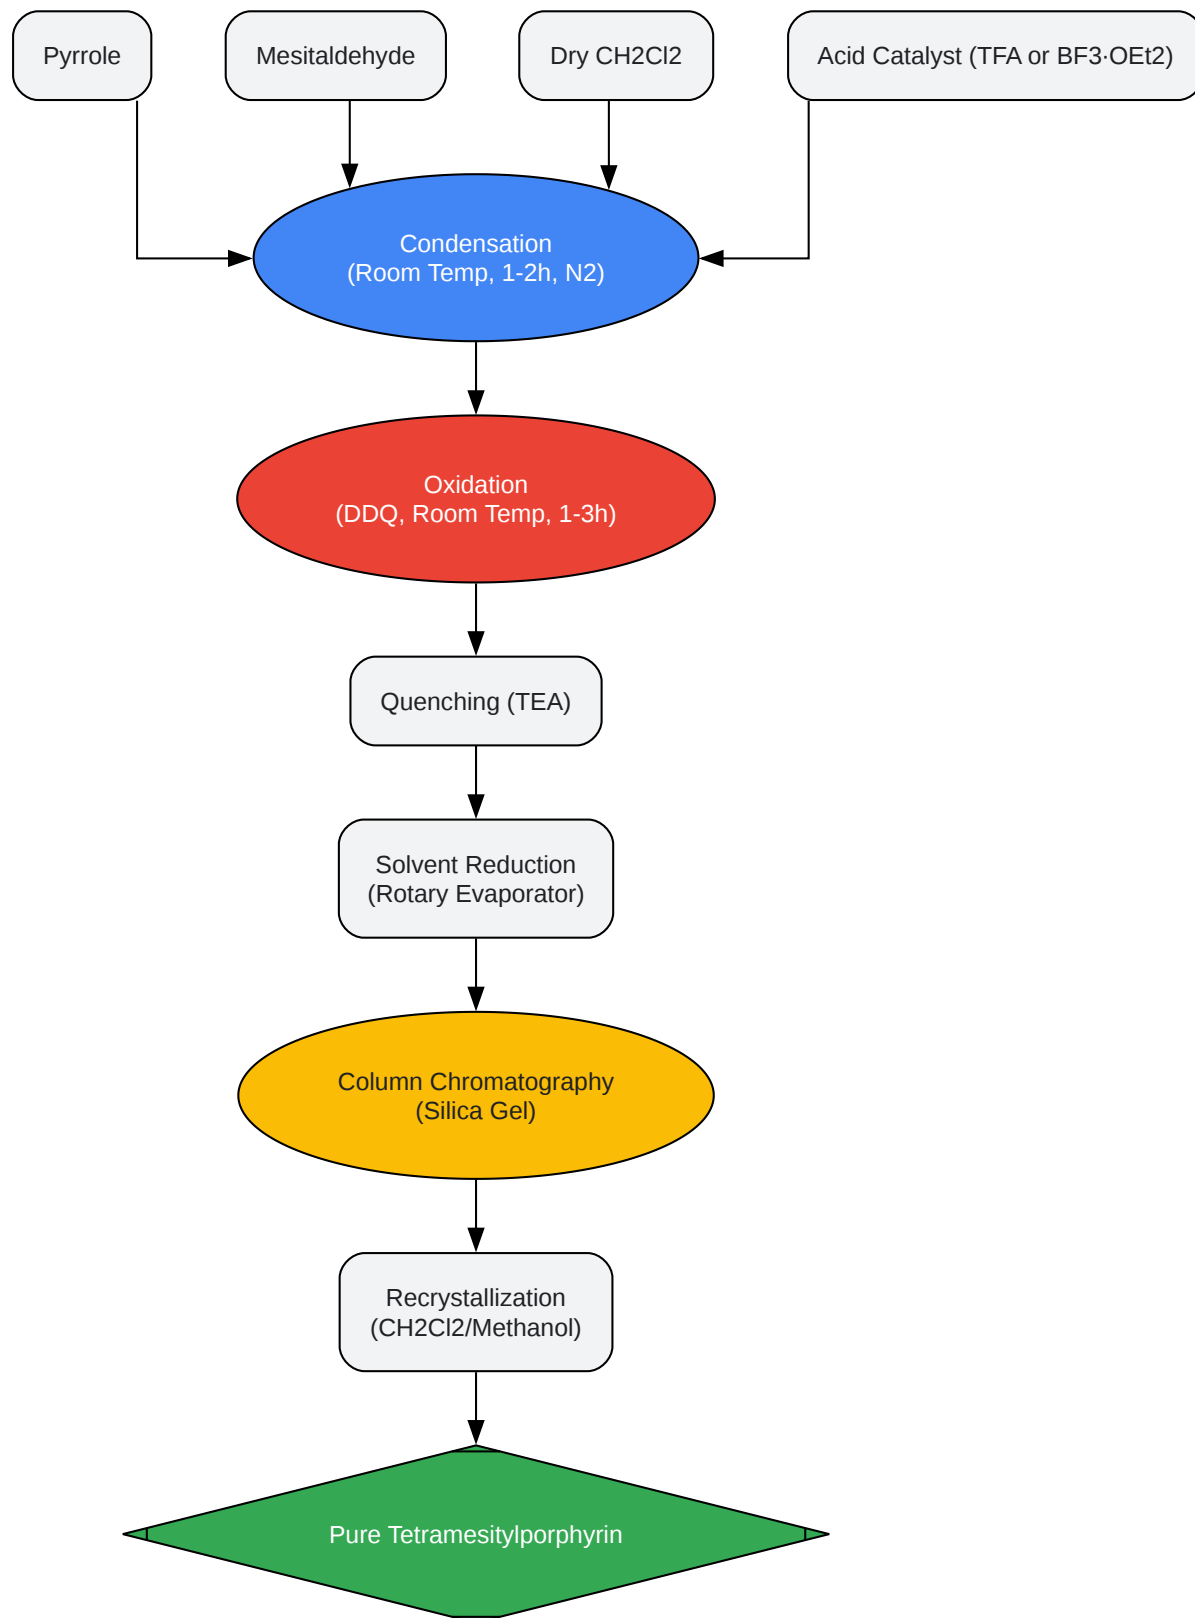 Pyrrole
Mesitaldehyde
Dry CH2Cl2
Acid Catalyst (TFA or BF3·OEt2)
Condensation
(Room Temp, 1-2h, N2)
Oxidation
(DDQ, Room Temp, 1-3h)
Quenching (TEA)
Solvent Reduction
(Rotary Evaporator)
Column Chromatography
(Silica Gel)
Recrystallization
(CH2Cl2/Methanol)
Pure Tetramesitylporphyrin